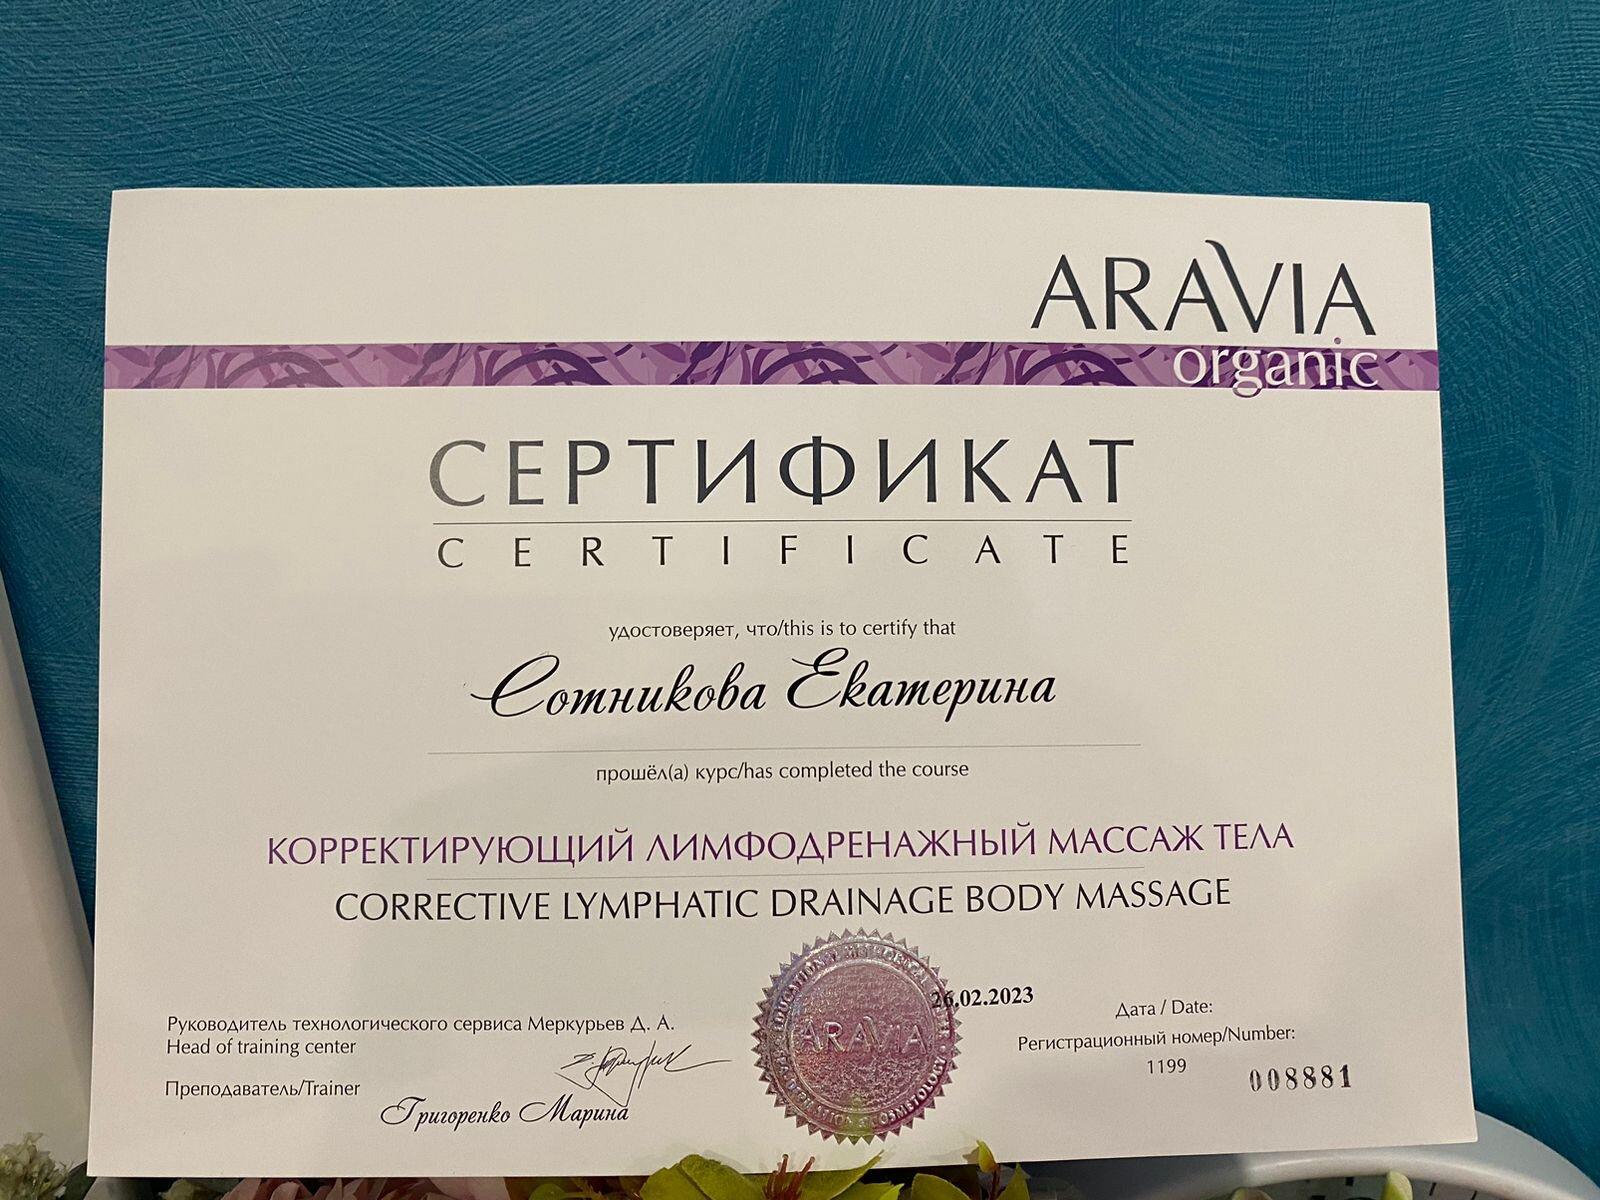 ARAVIA
organic
СЕРТИФИКАТ
CERTIFICATE
удостоверяет, что/this is to certify that
Сотникова Екатерина
прошёл(а) курс/has completed the course
КОРРЕКТИРУЮЩИЙ ЛИМФОДРЕНАЖНЫЙ МАССАЖ ТЕЛА
CORRECTIVE LYMPHATIC DRAINAGE BODY MASSAGE
Руководитель технологического сервиса Меркурьев Д. А.
Head of training center
Преподаватель/Trainer
Григоренко Марина
ARAVIA
26.02.2023
Дата / Date:
Регистрационный номер/Number:
1199
008881